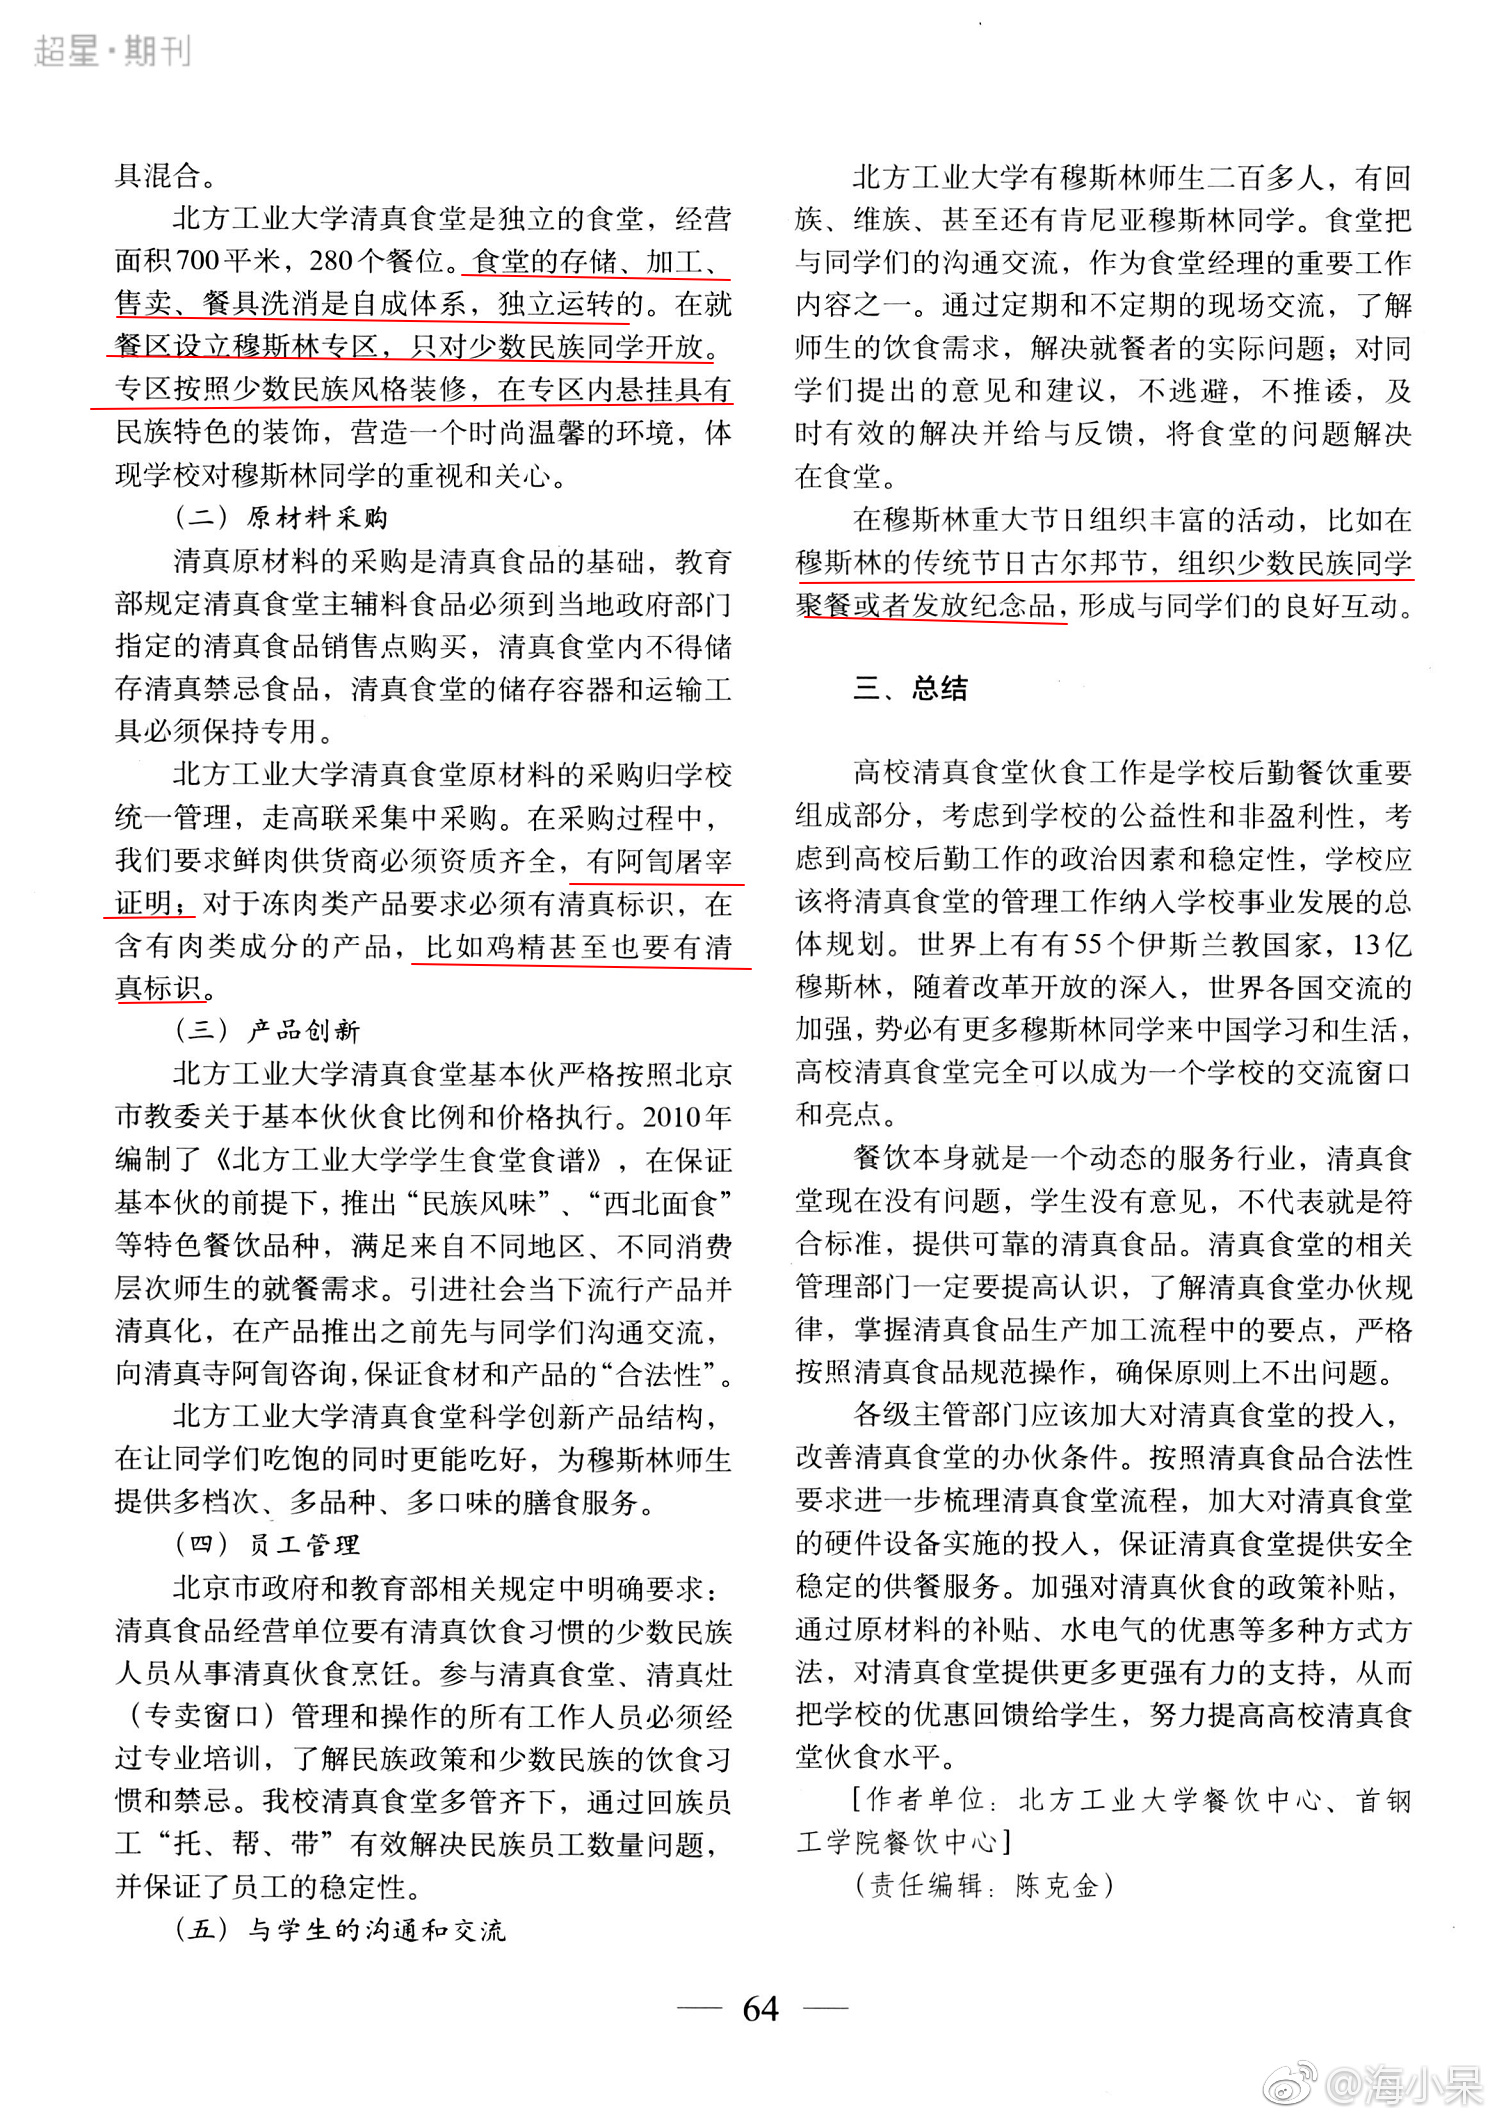 超星·期刊
具混合。
北方工业大学清真食堂是独立的食堂，经营
面积700平米，280个餐位。食堂的存储、加工、
售卖、餐具洗消是自成体系，独立运转的。在就
餐区设立穆斯林专区，只对少数民族同学开放。
专区按照少数民族风格装修，在专区内悬挂具有
民族特色的装饰，营造一个时尚温馨的环境，体
现学校对穆斯林同学的重视和关心。
（二）原材料采购
清真原材料的采购是清真食品的基础，教育
部规定清真食堂主辅料食品必须到当地政府部门
指定的清真食品销售点购买，清真食堂内不得储
存清真禁忌食品，清真食堂的储存容器和运输工
具必须保持专用。
北方工业大学清真食堂原材料的采购归学校
统一管理，走高联采集中采购。在采购过程中，
我们要求鲜肉供货商必须资质齐全，有阿訇屠宰
证明；对于冻肉类产品要求必须有清真标识，在
含有肉类成分的产品，比如鸡精甚至也要有清
真标识。
（三）产品创新
北方工业大学清真食堂基本伙严格按照北京
市教委关于基本伙伙食比例和价格执行。2010年
编制了《北方工业大学学生食堂食谱》，在保证
基本伙的前提下，推出“民族风味”、“西北面食”
等特色餐饮品种，满足来自不同地区、不同消费
层次师生的就餐需求。引进社会当下流行产品并
清真化，在产品推出之前先与同学们沟通交流，
向清真寺阿訇咨询，保证食材和产品的“合法性”。
北方工业大学清真食堂科学创新产品结构，
在让同学们吃饱的同时更能吃好，为穆斯林师生
提供多档次、多品种、多口味的膳食服务。
（四）员工管理
北京市政府和教育部相关规定中明确要求：
清真食品经营单位要有清真饮食习惯的少数民族
人员从事清真伙食烹饪。参与清真食堂、清真灶
（专卖窗口）管理和操作的所有工作人员必须经
过专业培训，了解民族政策和少数民族的饮食习
惯和禁忌。我校清真食堂多管齐下，通过回族员
工“托、帮、带”有效解决民族员工数量问题，
并保证了员工的稳定性。
（五）与学生的沟通和交流
北方工业大学有穆斯林师生二百多人，有回
族、维族、甚至还有肯尼亚穆斯林同学。食堂把
与同学们的沟通交流，作为食堂经理的重要工作
内容之一。通过定期和不定期的现场交流，了解
师生的饮食需求，解决就餐者的实际问题；对同
学们提出的意见和建议，不逃避，不推诿，及
时有效的解决并给与反馈，将食堂的问题解决
在食堂。
在穆斯林重大节日组织丰富的活动，比如在
穆斯林的传统节日古尔邦节，组织少数民族同学
聚餐或者发放纪念品，形成与同学们的良好互动。
三、总结
高校清真食堂伙食工作是学校后勤餐饮重要
组成部分，考虑到学校的公益性和非盈利性，考
虑到高校后勤工作的政治因素和稳定性，学校应
该将清真食堂的管理工作纳入学校事业发展的总
体规划。世界上有有55个伊斯兰教国家，13亿
穆斯林，随着改革开放的深入，世界各国交流的
加强，势必有更多穆斯林同学来中国学习和生活，
高校清真食堂完全可以成为一个学校的交流窗口
和亮点。
餐饮本身就是一个动态的服务行业，清真食
堂现在没有问题，学生没有意见，不代表就是符
合标准，提供可靠的清真食品。清真食堂的相关
管理部门一定要提高认识，了解清真食堂办伙规
律，掌握清真食品生产加工流程中的要点，严格
按照清真食品规范操作，确保原则上不出问题。
各级主管部门应该加大对清真食堂的投入，
改善清真食堂的办伙条件。按照清真食品合法性
要求进一步梳理清真食堂流程，加大对清真食堂
的硬件设备实施的投入，保证清真食堂提供安全
稳定的供餐服务。加强对清真伙食的政策补贴，
通过原材料的补贴、水电气的优惠等多种方式方
法，对清真食堂提供更多更强有力的支持，从而
把学校的优惠回馈给学生，努力提高高校清真食
堂伙食水平。
[作者单位：北方工业大学餐饮中心、首钢
工学院餐饮中心]
（责任编辑：陈克金）
— 64 —
@海小呆